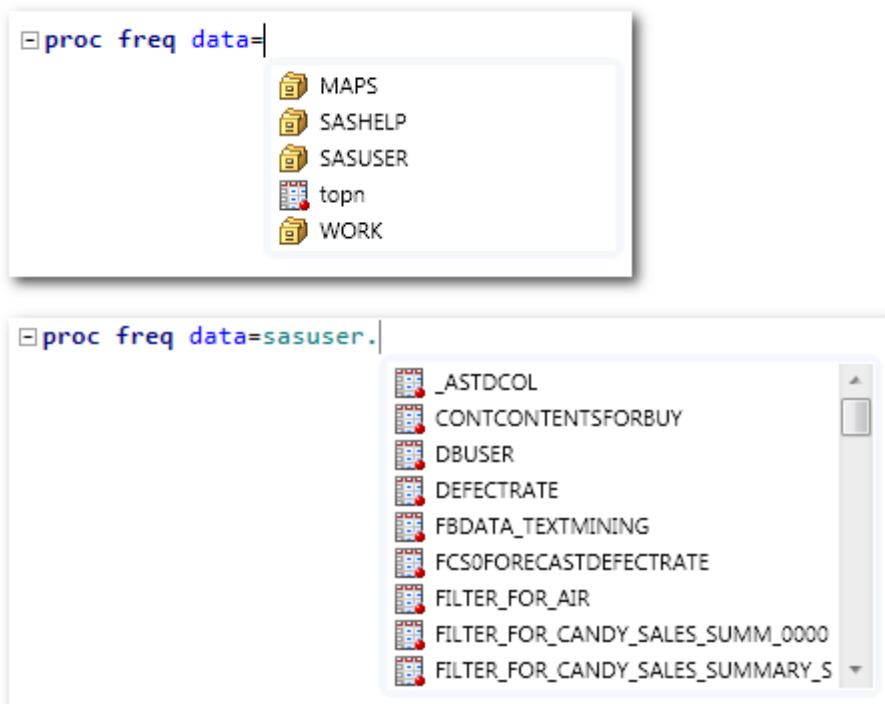 proc freq data=
MAPS
SASHELP
SASUSER
topn
WORK
proc freq data=sasuser.
_ASTDCOL
CONTCONTENTSFORBUY
DBUSER
DEFECTRATE
FBDATA_TEXTMINING
FCS0FORECASTDEFECTRATE
FILTER_FOR_AIR
FILTER_FOR_CANDY_SALES_SUMM_0000
FILTER_FOR_CANDY_SALES_SUMMARY_S